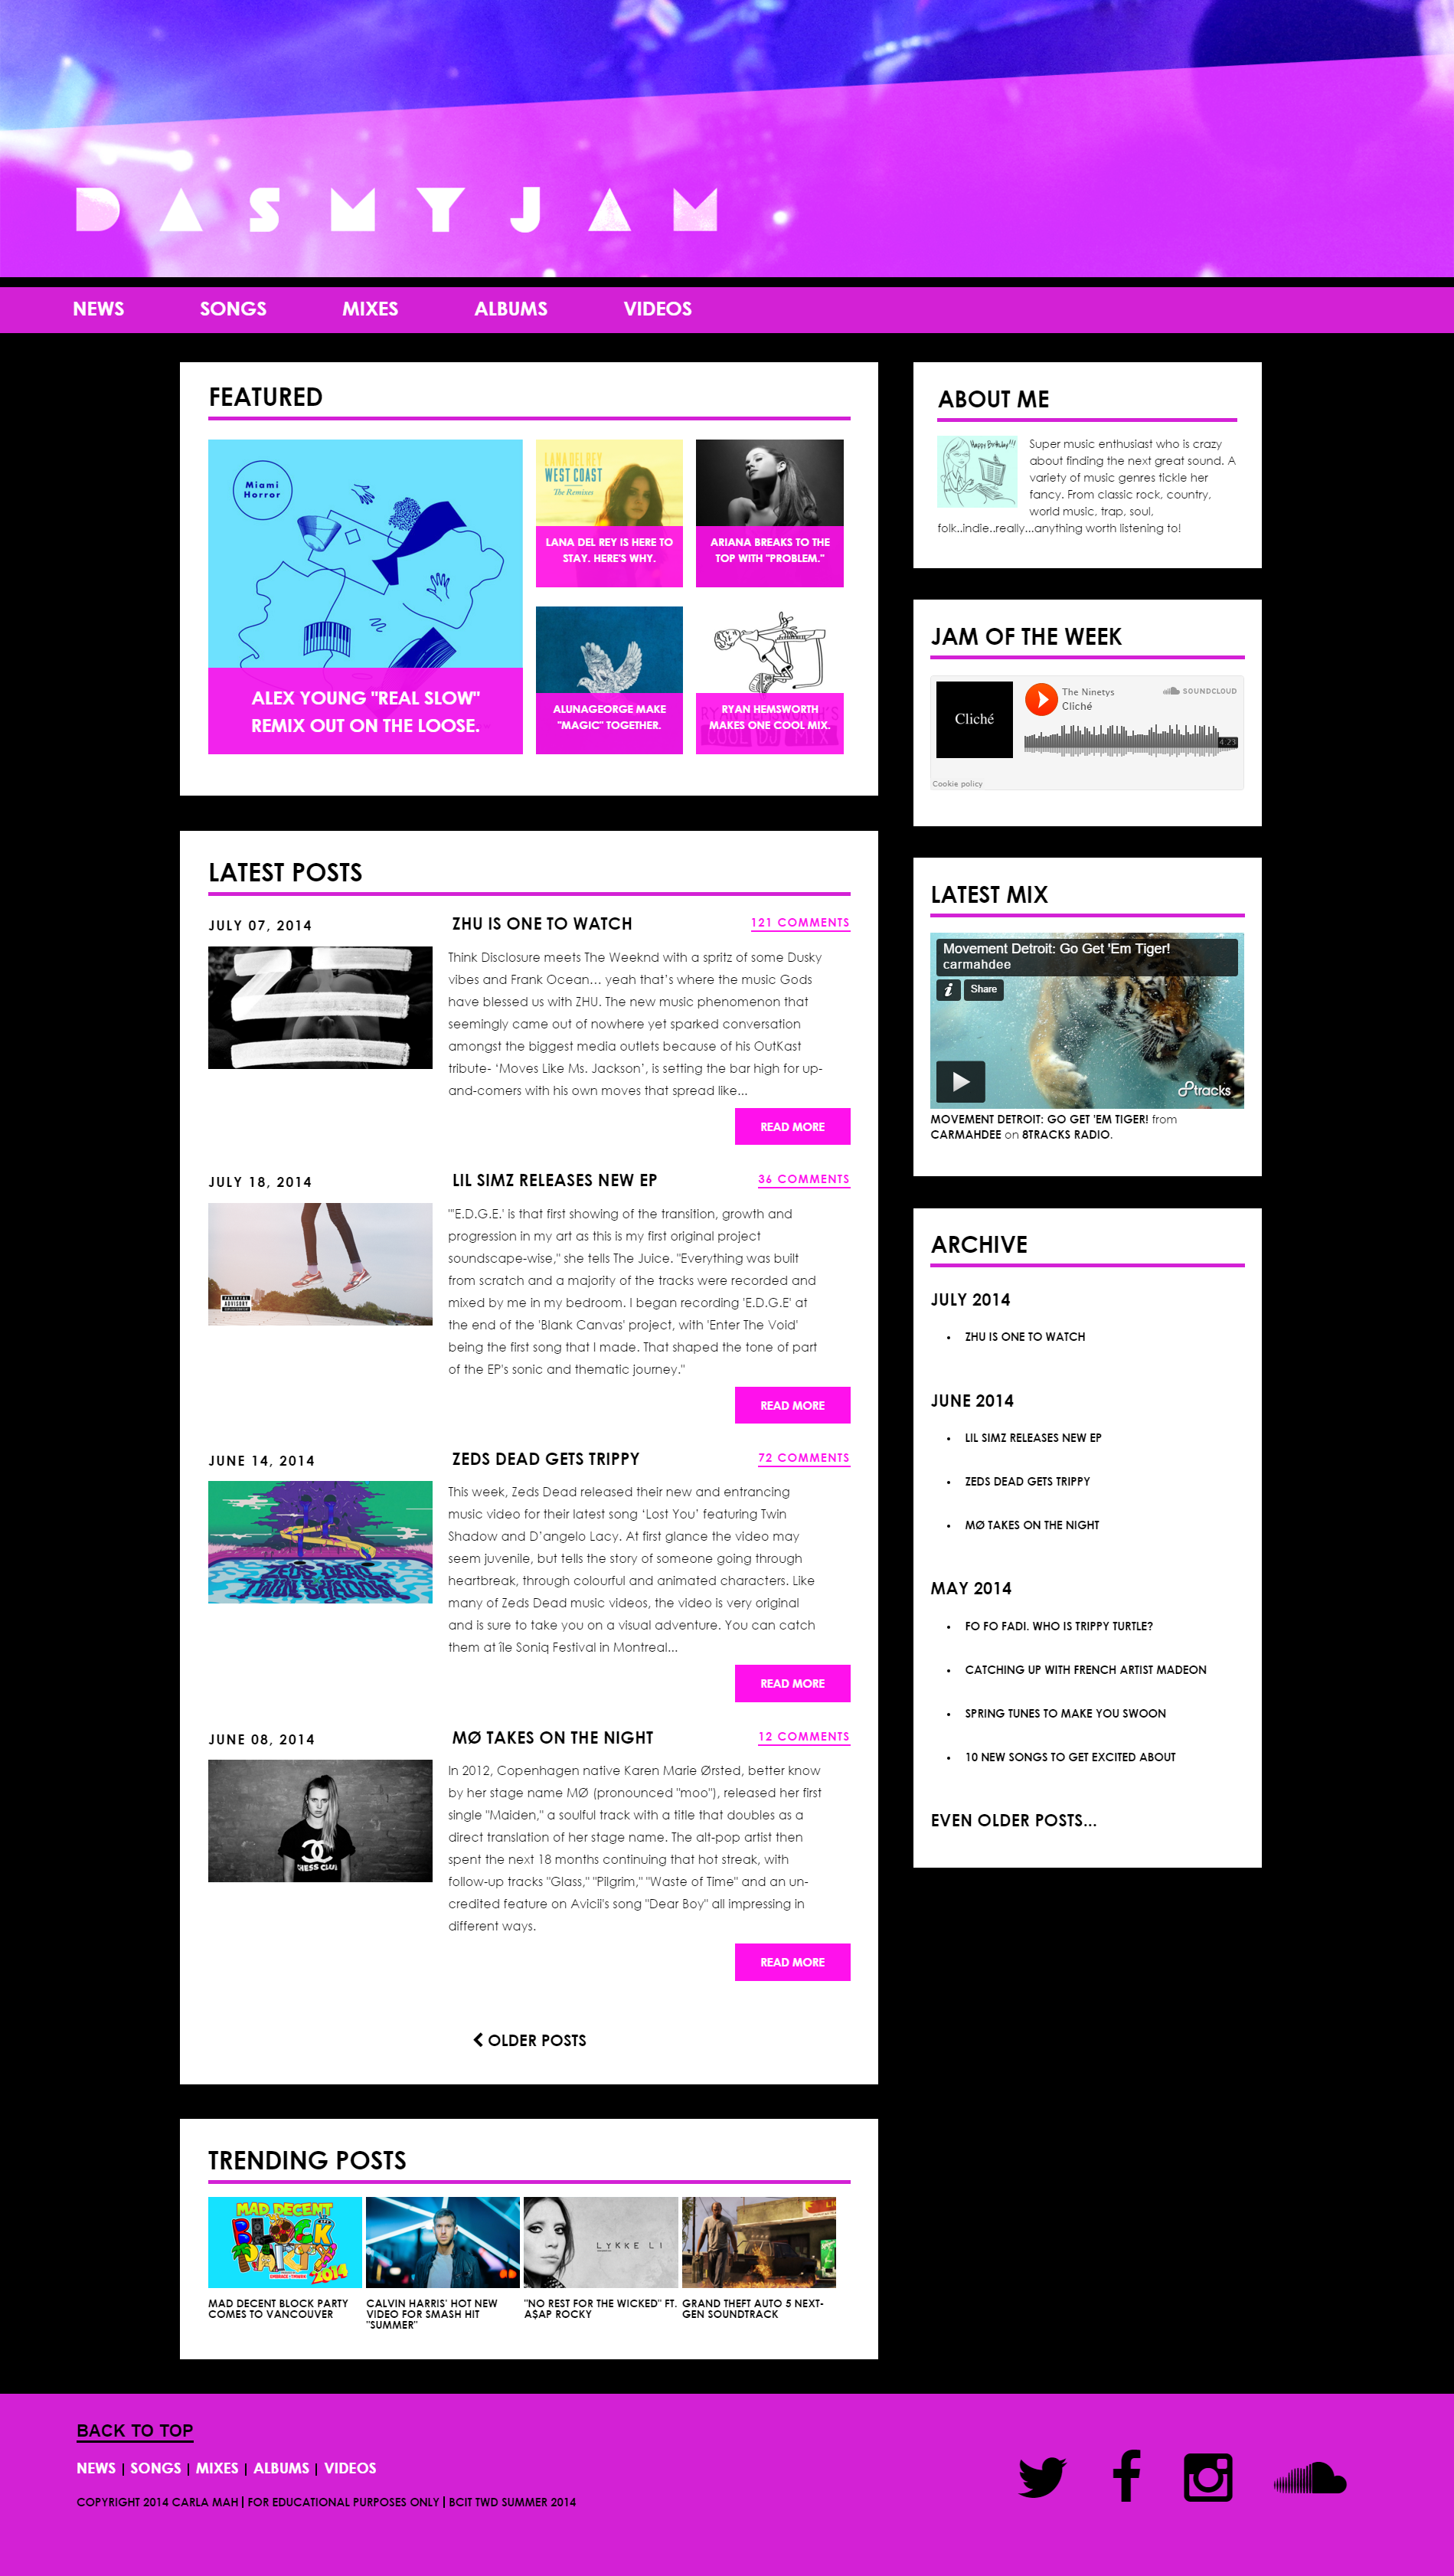 DASMYJAM
NEWS SONGS MIXES ALBUMS VIDEOS
FEATURED
Miami
Horror
ALEX YOUNG "REAL SLOW"
REMIX OUT ON THE LOOSE.
LANA DEL REY
WEST COAST
The Remixes
LANA DEL REY IS HERE TO
STAY. HERE'S WHY.
ARIANA BREAKS TO THE
TOP WITH "PROBLEM."
ALUNAGEORGE MAKE
"MAGIC" TOGETHER.
RYAN HEMSWORTH'S
COOL DJ MIX
RYAN HEMSWORTH
MAKES ONE COOL MIX.
LATEST POSTS
JULY 07, 2014
ZHU IS ONE TO WATCH
121 COMMENTS
Think Disclosure meets The Weeknd with a spritz of some Dusky
vibes and Frank Ocean… yeah that’s where the music Gods
have blessed us with ZHU. The new music phenomenon that
seemingly came out of nowhere yet sparked conversation
amongst the biggest media outlets because of his OutKast
tribute- ‘Moves Like Ms. Jackson’, is setting the bar high for up-
and-comers with his own moves that spread like...
READ MORE
JULY 18, 2014
LIL SIMZ RELEASES NEW EP
36 COMMENTS
PARENTAL
ADVISORY
"'E.D.G.E.' is that first showing of the transition, growth and
progression in my art as this is my first original project
soundscape-wise," she tells The Juice. "Everything was built
from scratch and a majority of the tracks were recorded and
mixed by me in my bedroom. I began recording 'E.D.G.E' at
the end of the 'Blank Canvas' project, with 'Enter The Void'
being the first song that I made. That shaped the tone of part
of the EP's sonic and thematic journey."
READ MORE
JUNE 14, 2014
ZEDS DEAD GETS TRIPPY
72 COMMENTS
ZEDS DEAD
TWIN SHADOW
This week, Zeds Dead released their new and entrancing
music video for their latest song ‘Lost You’ featuring Twin
Shadow and D’angelo Lacy. At first glance the video may
seem juvenile, but tells the story of someone going through
heartbreak, through colourful and animated characters. Like
many of Zeds Dead music videos, the video is very original
and is sure to take you on a visual adventure. You can catch
them at île Soniq Festival in Montreal...
READ MORE
JUNE 08, 2014
MØ TAKES ON THE NIGHT
12 COMMENTS
CHESS CLUB
In 2012, Copenhagen native Karen Marie Ørsted, better know
by her stage name MØ (pronounced "moo"), released her first
single "Maiden," a soulful track with a title that doubles as a
direct translation of her stage name. The alt-pop artist then
spent the next 18 months continuing that hot streak, with
follow-up tracks "Glass," "Pilgrim," "Waste of Time" and an un-
credited feature on Avicii's song "Dear Boy" all impressing in
different ways.
READ MORE
OLDER POSTS
TRENDING POSTS
MAD DECENT
BLOCK
PARTY
2014
LYKKE LI
MAD DECENT BLOCK PARTY
COMES TO VANCOUVER
CALVIN HARRIS' HOT NEW
VIDEO FOR SMASH HIT
"SUMMER"
"NO REST FOR THE WICKED" FT.
A$AP ROCKY
GRAND THEFT AUTO 5 NEXT-
GEN SOUNDTRACK
ABOUT ME
Happy Birthday!!!
Super music enthusiast who is crazy
about finding the next great sound. A
variety of music genres tickle her
fancy. From classic rock, country,
world music, trap, soul,
folk..indie..really...anything worth listening to!
JAM OF THE WEEK
Cliché
The Ninetys
Cliché
SOUNDCLOUD
4.23
Cookie policy
LATEST MIX
Movement Detroit: Go Get 'Em Tiger!
carmahdee
i Share
8tracks
MOVEMENT DETROIT: GO GET 'EM TIGER! from
CARMAHDEE on 8TRACKS RADIO.
ARCHIVE
JULY 2014
• ZHU IS ONE TO WATCH
JUNE 2014
• LIL SIMZ RELEASES NEW EP
• ZEDS DEAD GETS TRIPPY
• MØ TAKES ON THE NIGHT
MAY 2014
• FO FO FADI. WHO IS TRIPPY TURTLE?
• CATCHING UP WITH FRENCH ARTIST MADEON
• SPRING TUNES TO MAKE YOU SWOON
• 10 NEW SONGS TO GET EXCITED ABOUT
EVEN OLDER POSTS...
BACK TO TOP
NEWS | SONGS | MIXES | ALBUMS | VIDEOS
COPYRIGHT 2014 CARLA MAH | FOR EDUCATIONAL PURPOSES ONLY | BCIT TWD SUMMER 2014